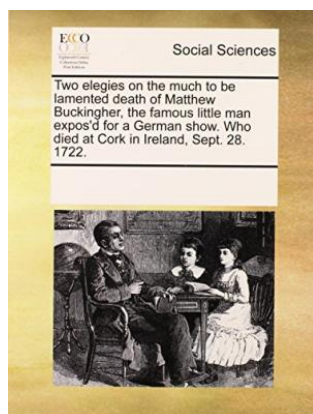 ECCO
Social Sciences
Two elegies on the much to be
lamented death of Matthew
Buckingher, the famous little man
expos'd for a German show. Who
died at Cork in Ireland, Sept. 28.
1722.